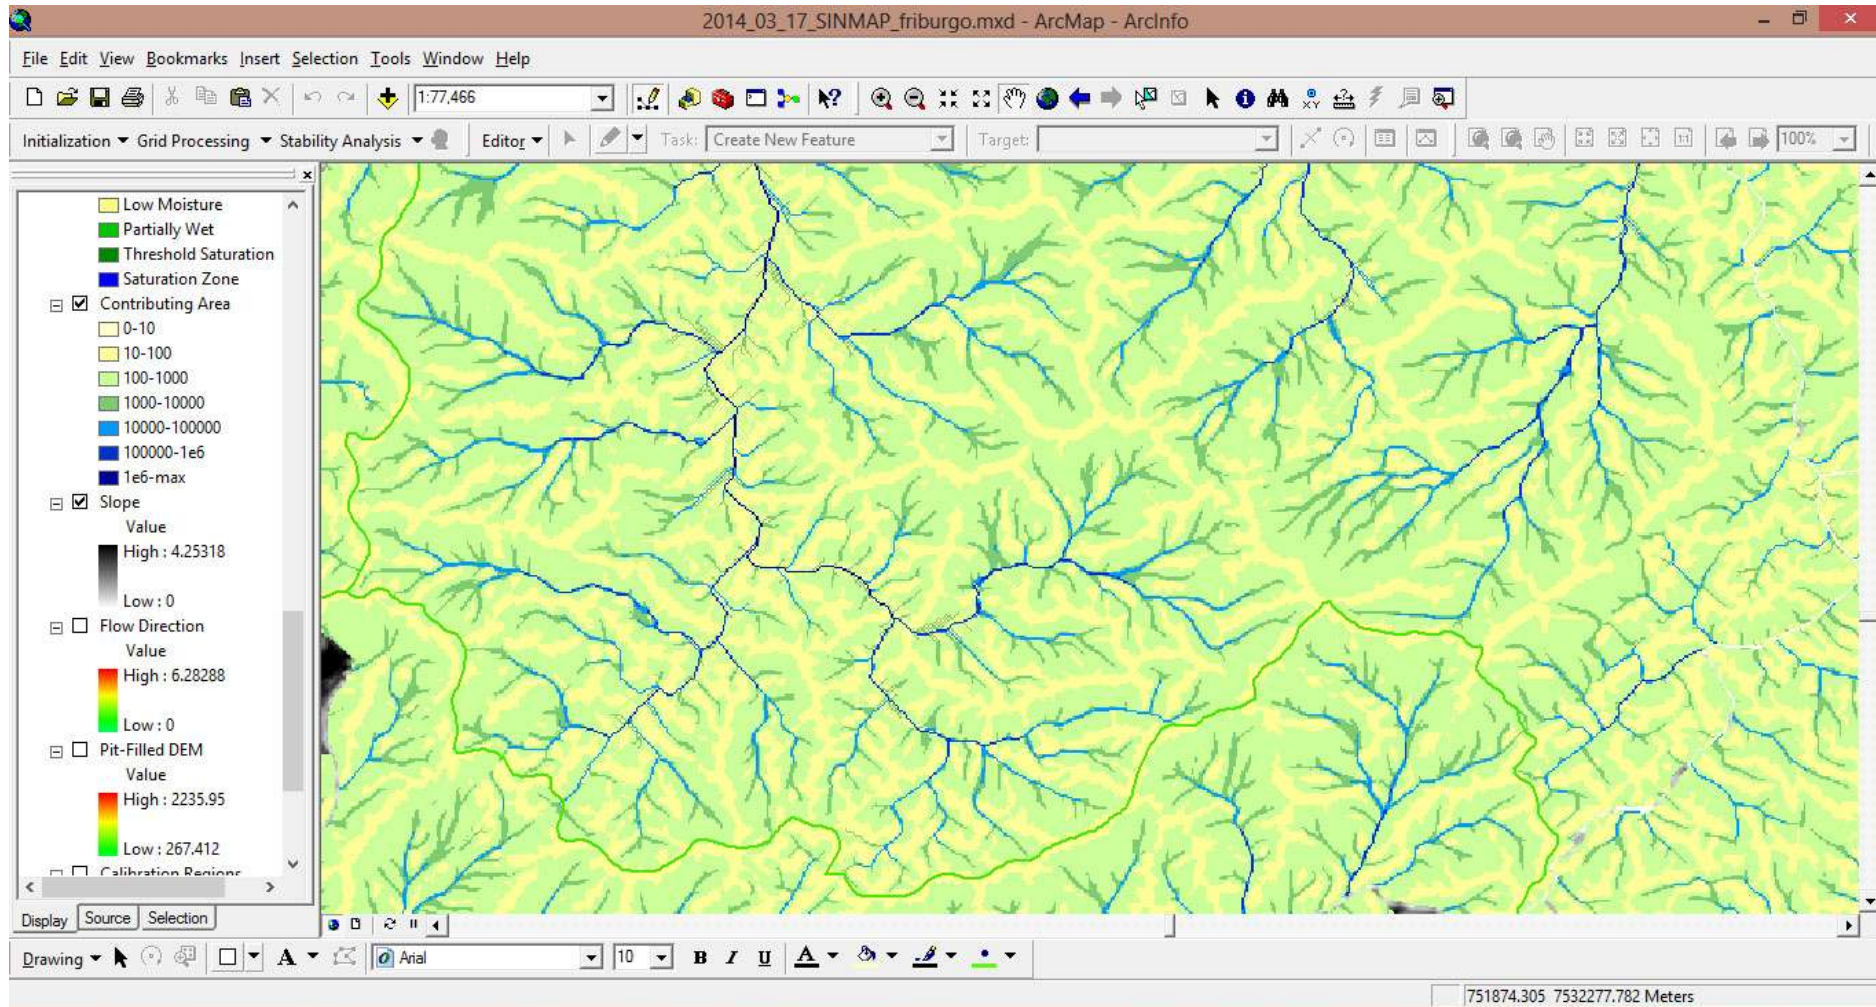 2014_03_17_SINMAP_friburgo.mxd - ArcMap - ArcInfo
File Edit View Bookmarks Insert Selection Tools Window Help
1:77,466
Initialization Grid Processing Stability Analysis Editor Task: Create New Feature Target: 1:1 100%
Low Moisture
Partially Wet
Threshold Saturation
Saturation Zone
Contributing Area
0-10
10-100
100-1000
1000-10000
10000-100000
100000-1e6
1e6-max
Slope
Value
High : 4.25318
Low : 0
Flow Direction
Value
High : 6.28288
Low : 0
Pit-Filled DEM
Value
High : 2235.95
Low : 267.412
Calibration Regions
Display Source Selection
Drawing A Arial 10 B I U A
751874.305 7532277.782 Meters